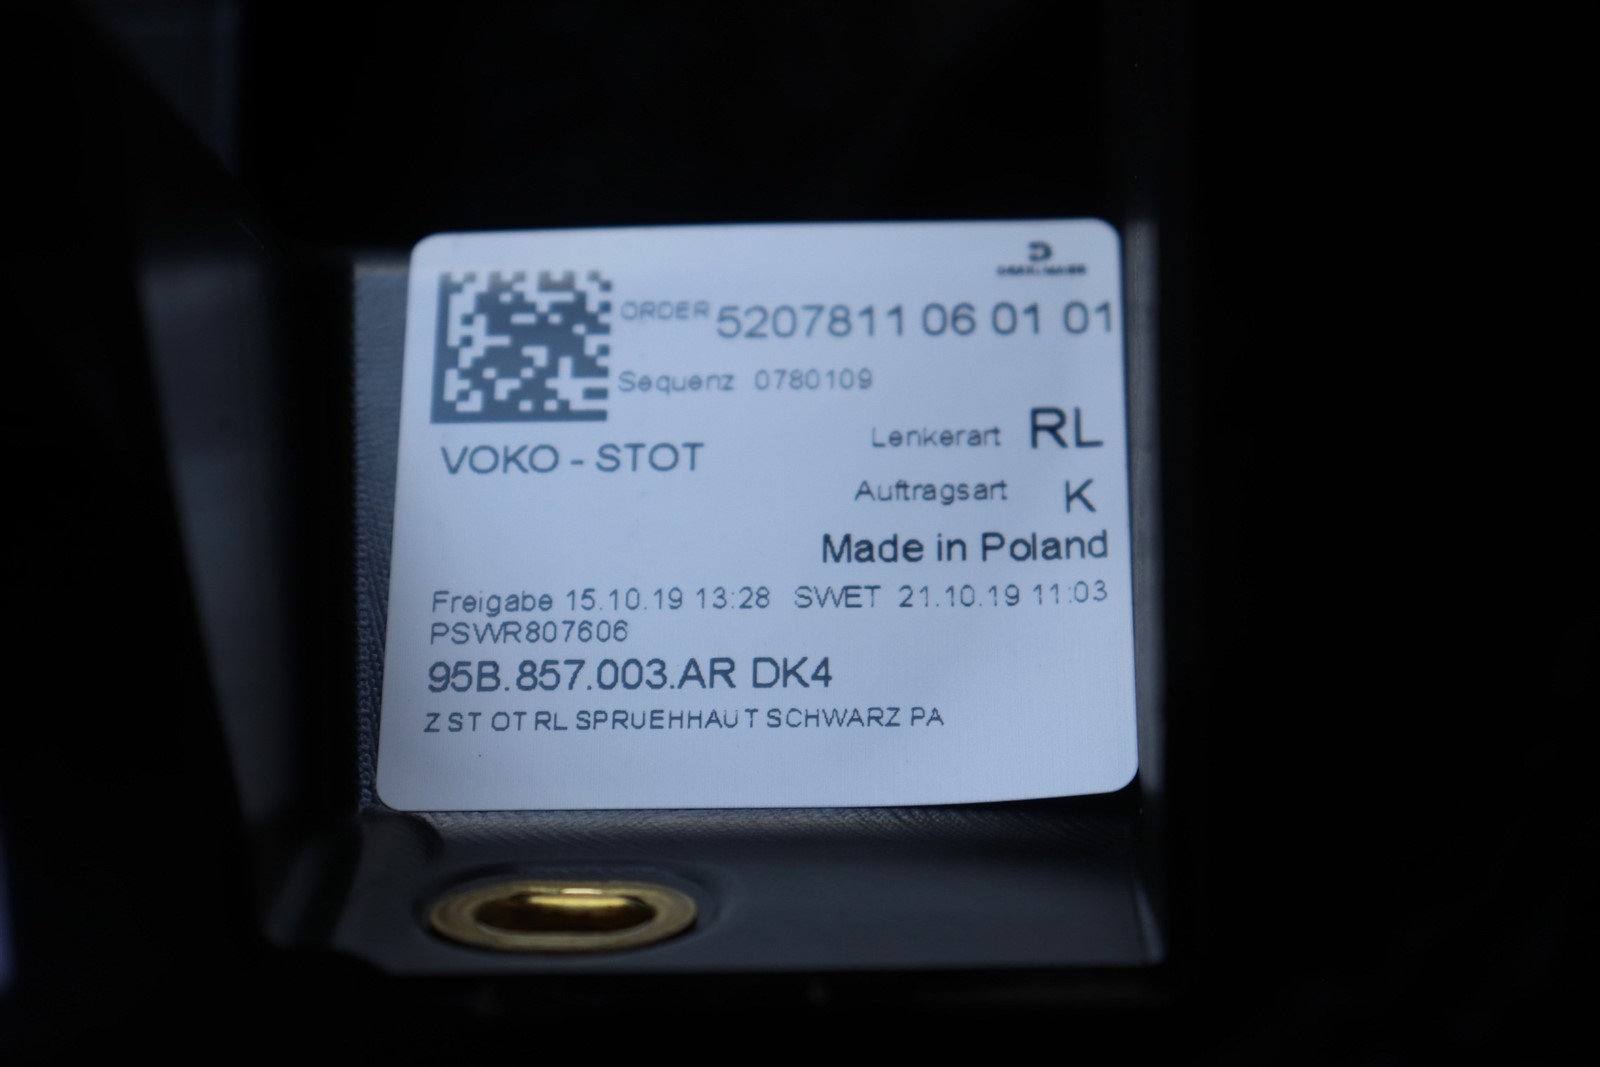 DRÄXLMAIER
ORDER 5207811 06 01 01
Sequenz 0780109
Lenkerart RL
VOKO - STOT
Auftragsart K
Made in Poland
Freigabe 15.10.19 13:28 SWET 21.10.19 11:03
PSWR807606
95B.857.003.AR DK4
Z ST OT RL SPRUEHHAUT SCHWARZ PA